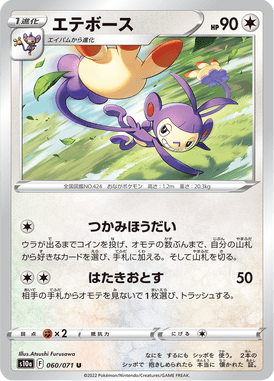 1進化
エテボース
HP90
エイパムから進化
全国図鑑NO.424 おながポケモン 高さ:1.2m 重さ:20.3kg
つかみほうだい
ウラが出るまでコインを投げ、オモテの数ぶんまで、自分の山札
から好きなカードを選び、手札に加える。そして山札を切る。
はたきおとす 50
相手の手札からオモテを見ないで1枚選び、トラッシュする。
弱点 ×2 抵抗力 にげる
Illus.Atsushi Furusawa
s10a F 060/071 U
©2022 Pokémon/Nintendo/Creatures/GAME FREAK.